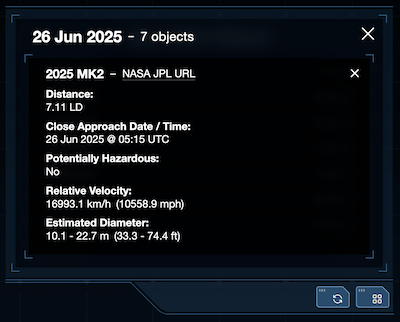 26 Jun 2025 – 7 objects
2025 MK2 – NASA JPL URL
Distance:
7.11 LD
Close Approach Date / Time:
26 Jun 2025 @ 05:15 UTC
Potentially Hazardous:
No
Relative Velocity:
16993.1 km/h (10558.9 mph)
Estimated Diameter:
10.1 - 22.7 m (33.3 - 74.4 ft)